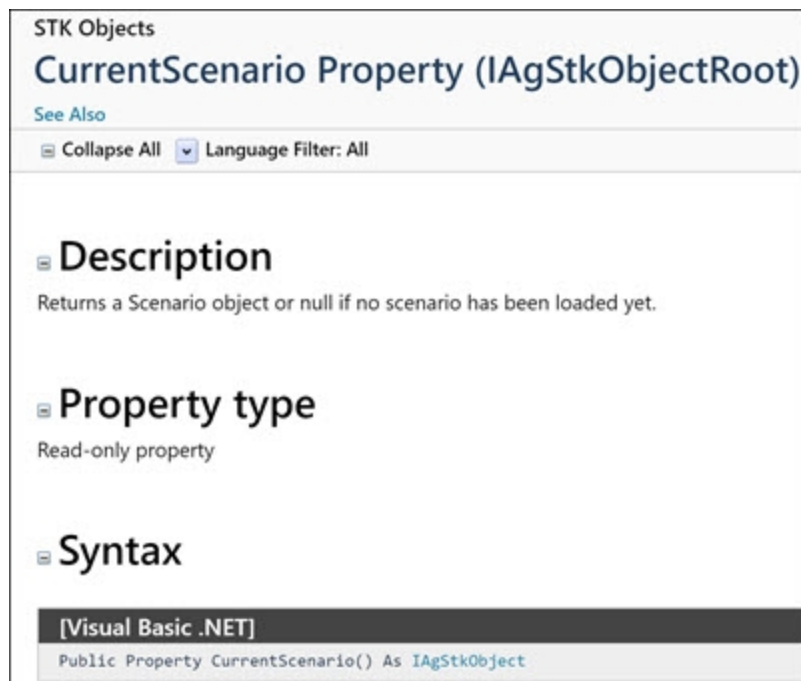 STK Objects
CurrentScenario Property (IAgStkObjectRoot)
See Also
Collapse All Language Filter: All
Description
Returns a Scenario object or null if no scenario has been loaded yet.
Property type
Read-only property
Syntax
[Visual Basic .NET]
Public Property CurrentScenario() As IAgStkObject